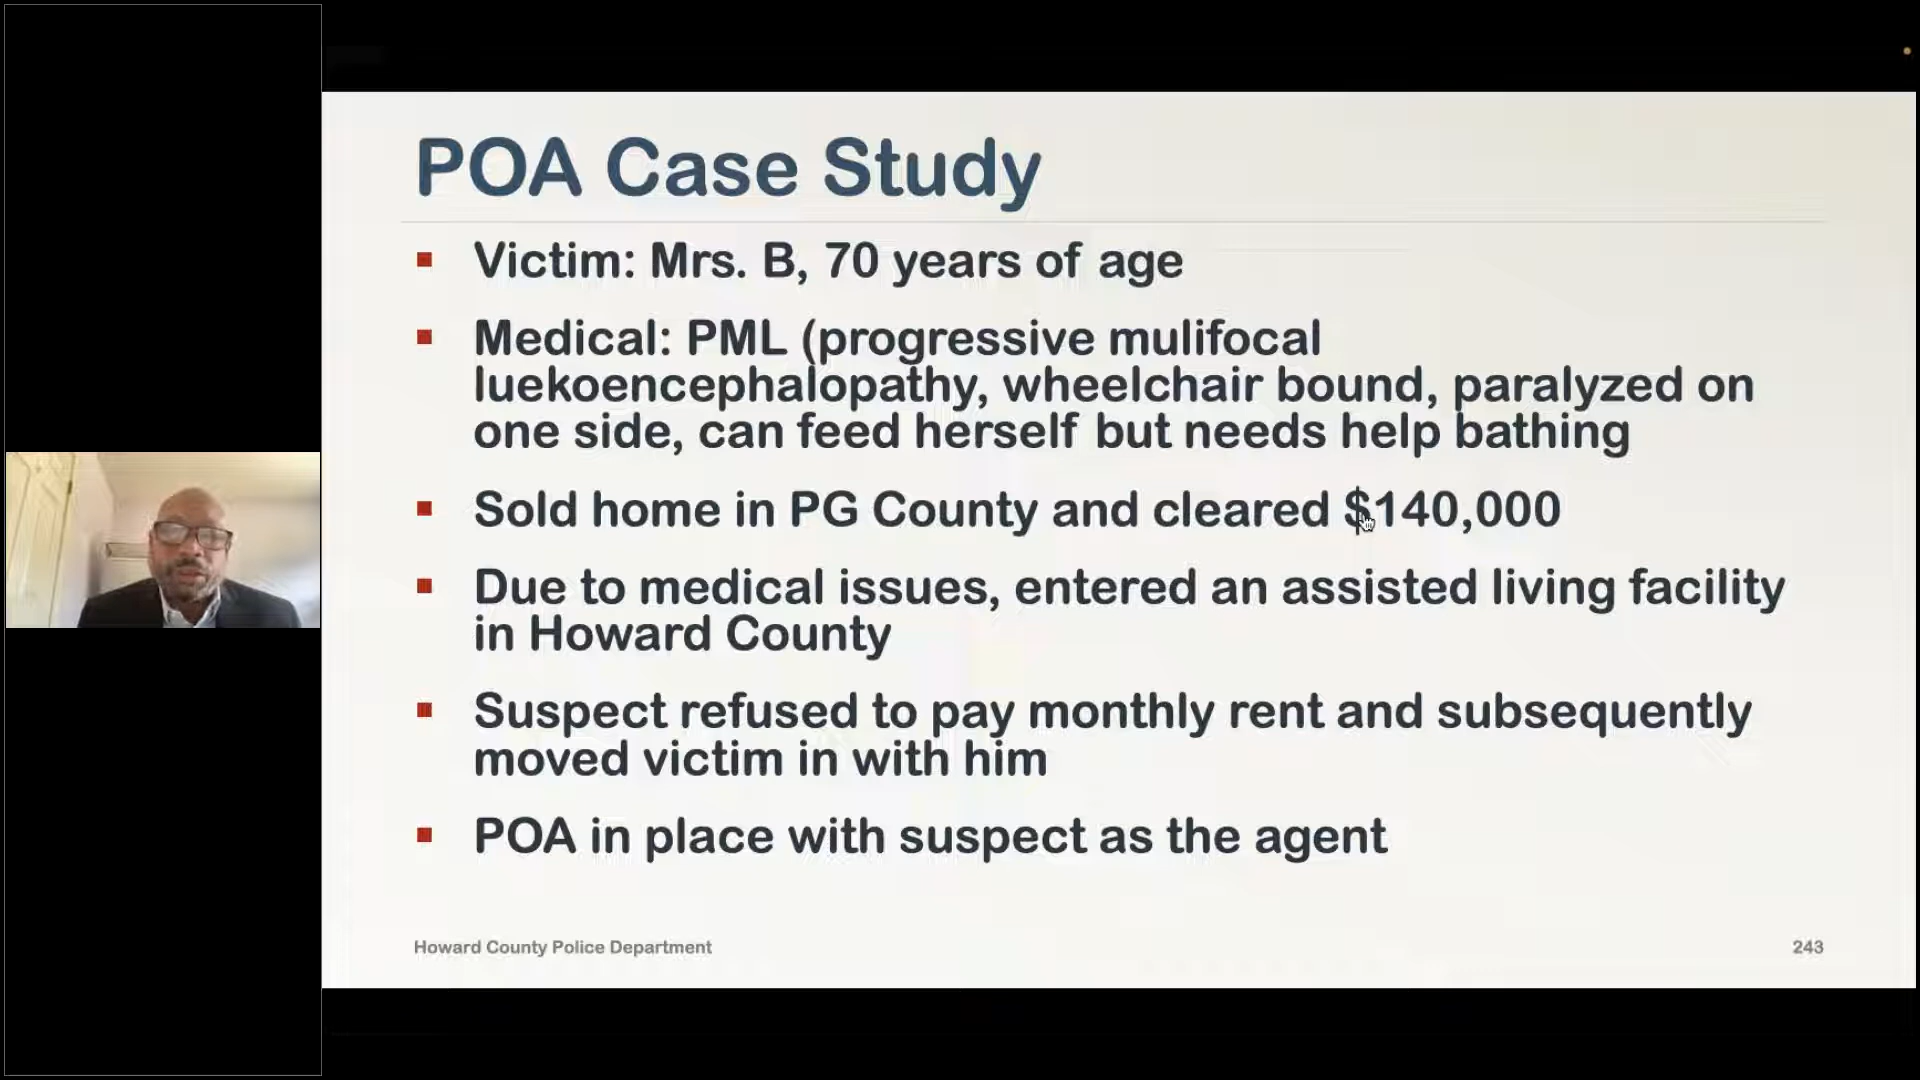 POA Case Study
Victim: Mrs. B, 70 years of age
Medical: PML (progressive mulifocal
luekoencephalopathy, wheelchair bound, paralyzed on
one side, can feed herself but needs help bathing
Sold home in PG County and cleared $140,000
Due to medical issues, entered an assisted living facility
in Howard County
Suspect refused to pay monthly rent and subsequently
moved victim in with him
POA in place with suspect as the agent
Howard County Police Department
243